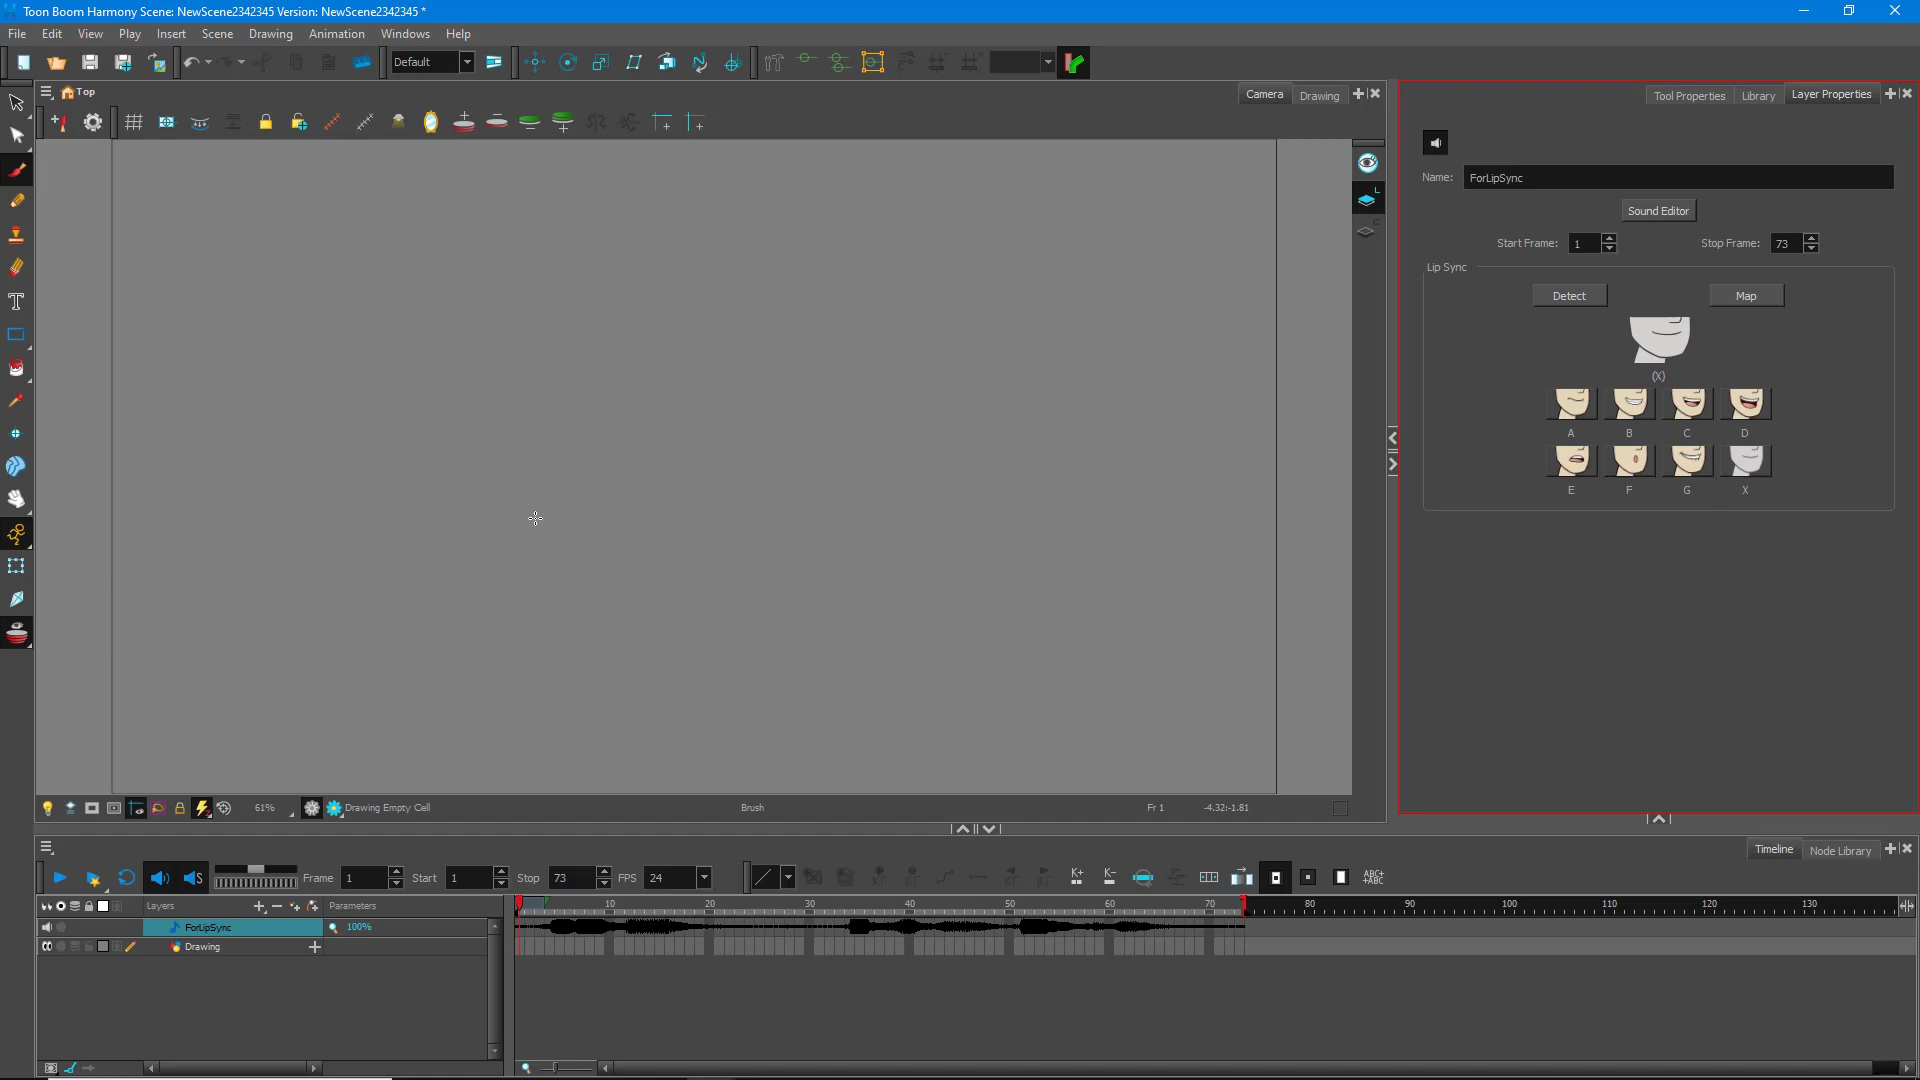 Toon Boom Harmony Scene: NewScene2342345 Version: NewScene2342345 *
File Edit View Play Insert Scene Drawing Animation Windows Help
Default
Top
Camera Drawing
Tool Properties Library Layer Properties
Name: ForLipSync
Sound Editor
Start Frame: 1 Stop Frame: 73
Lip Sync
Detect Map
(X)
A B C D
E F G X
61% Drawing Empty Cell Brush Fr 1 -4.32:-1.81
Timeline Node Library
Frame 1 Start 1 Stop 73 FPS 24
ABC+
ABC+
Layers Parameters
10 20 30 40 50 60 70 80 90 100 110 120 130
ForLipSync 100%
Drawing